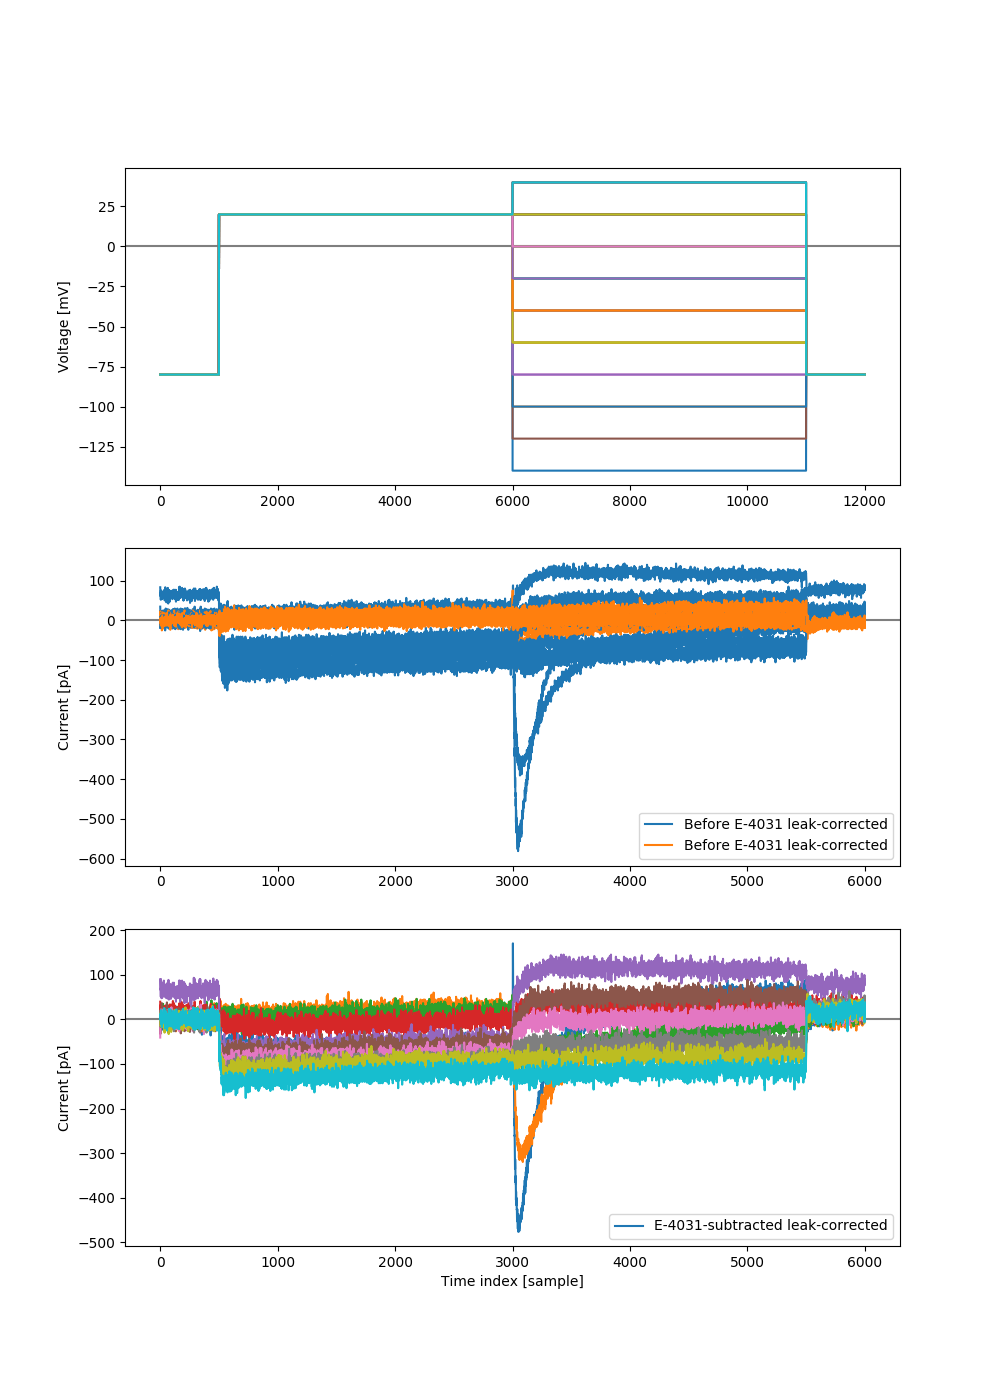 25
0
−25
−50
−75
−100
−125
Voltage [mV]
0 2000 4000 6000 8000 10000 12000
100
0
−100
−200
−300
−400
−500
−600
Current [pA]
Before E-4031 leak-corrected
Before E-4031 leak-corrected
0 1000 2000 3000 4000 5000 6000
200
100
0
−100
−200
−300
−400
−500
Current [pA]
E-4031-subtracted leak-corrected
0 1000 2000 3000 4000 5000 6000
Time index [sample]